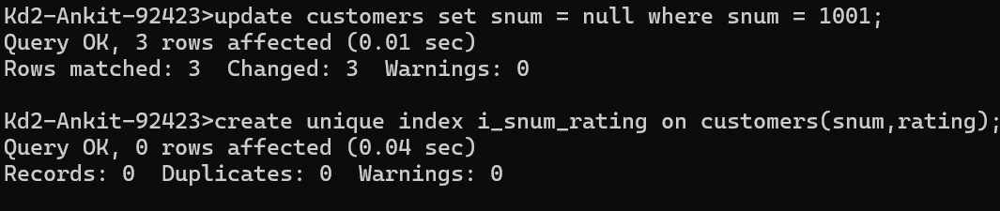 Kd2-Ankit-92423>update customers set snum = null where snum = 1001;
Query OK, 3 rows affected (0.01 sec)
Rows matched: 3  Changed: 3  Warnings: 0

Kd2-Ankit-92423>create unique index i_snum_rating on customers(snum,rating);
Query OK, 0 rows affected (0.04 sec)
Records: 0  Duplicates: 0  Warnings: 0